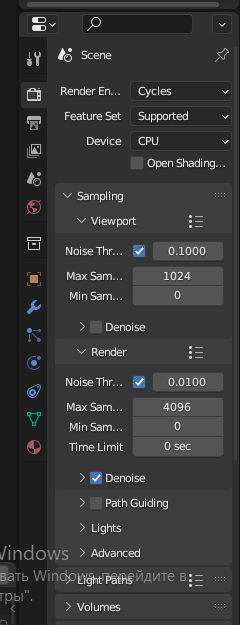 Scene
Render En... Cycles
Feature Set Supported
Device CPU
Open Shading...
Sampling
Viewport
Noise Thr... 0.1000
Max Sam... 1024
Min Sam... 0
Denoise
Render
Noise Thr... 0.0100
Max Sam... 4096
Min Sam... 0
Time Limit 0 sec
Denoise
Path Guiding
Lights
Windows
Advanced
вать Windows, перейдите в
Light Paths
тры".
Volumes